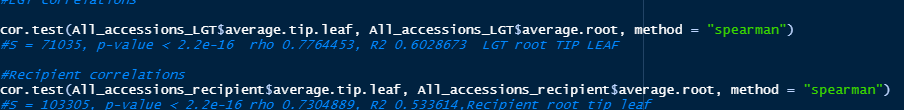 #LGT correlations
cor.test(All_accessions_LGT$average.tip.leaf, All_accessions_LGT$average.root, method = "spearman")
#S = 71035, p-value < 2.2e-16 rho 0.7764453, R2 0.6028673 LGT root TIP LEAF
#Recipient correlations
cor.test(All_accessions_recipient$average.tip.leaf, All_accessions_recipient$average.root, method = "spearman")
#S = 103305, p-value < 2.2e-16 rho 0.7304889, R2 0.533614,Recipient root tip leaf